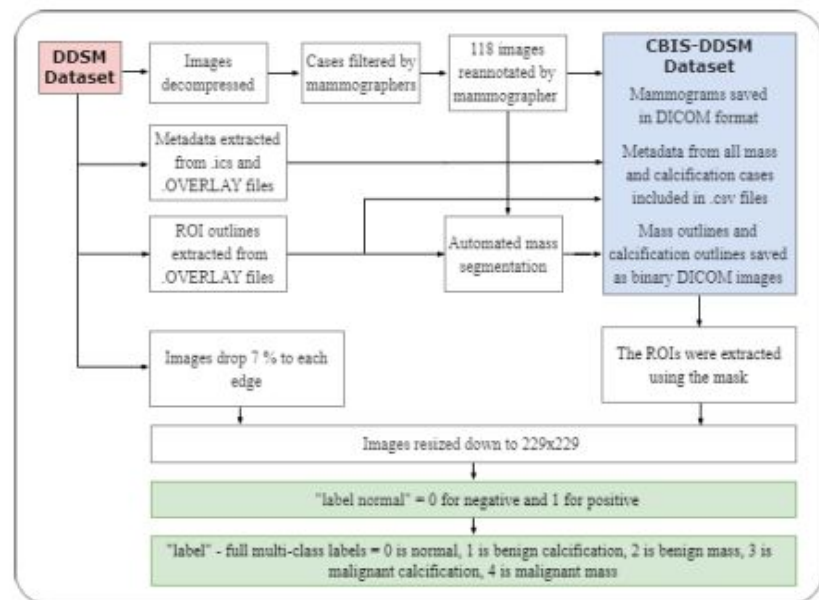 DDSM
Dataset
Images
decompressed
Cases filtered by
mammographers
118 images
reannotated by
mammographer
CBIS-DDSM
Dataset
Mammograms saved
in DICOM format
Metadata from all mass
and calcification cases
included in .csv files
Mass outlines and
calcification outlines saved
as binary DICOM images
Metadata extracted
from .ics and
.OVERLAY files
ROI outlines
extracted from
.OVERLAY files
Automated mass
segmentation
Images drop 7 % to each
edge
The ROIs were extracted
using the mask
Images resized down to 229x229
"label normal" = 0 for negative and 1 for positive
"label" - full multi-class labels = 0 is normal, 1 is benign calcification, 2 is benign mass, 3 is
malignant calcification, 4 is malignant mass